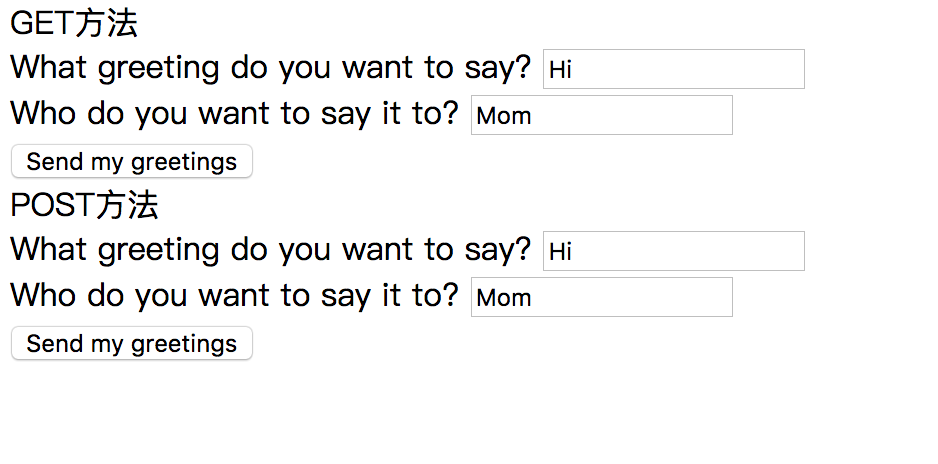 GET方法
What greeting do you want to say? Hi
Who do you want to say it to? Mom
Send my greetings
POST方法
What greeting do you want to say? Hi
Who do you want to say it to? Mom
Send my greetings